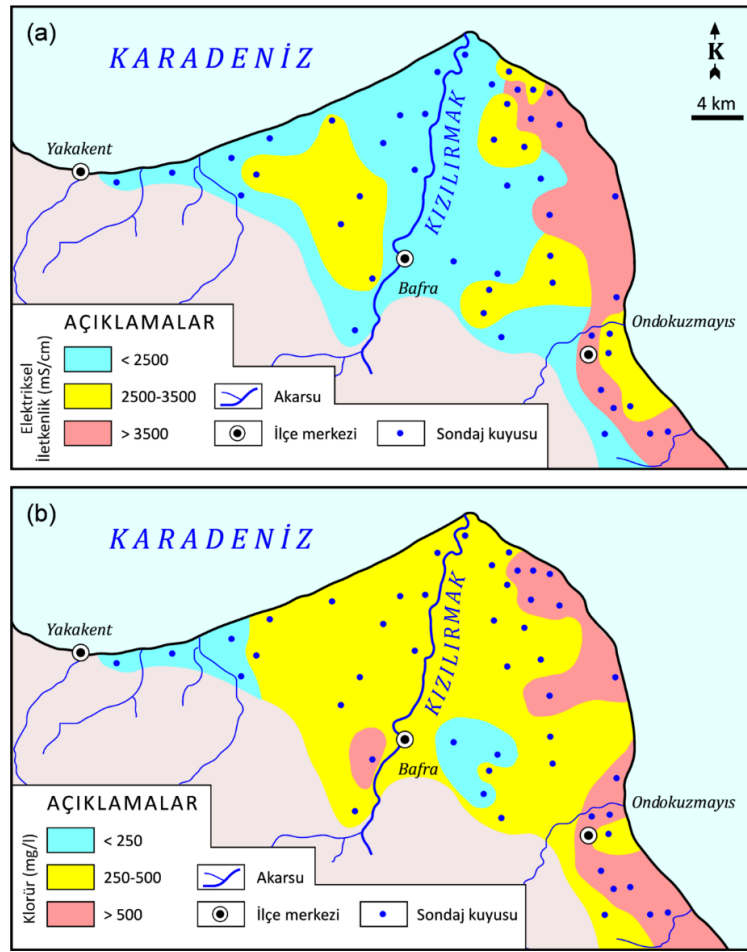 (a)
KARADENİZ
K
4 km
Yakakent
KIZILIRMAK
Bafra
Ondokuzmayıs
AÇIKLAMALAR
Elektriksel
İletkenlik (mS/cm)
< 2500
2500-3500
> 3500
Akarsu
İlçe merkezi
Sondaj kuyusu
(b)
KARADENİZ
Yakakent
KIZILIRMAK
Bafra
Ondokuzmayıs
AÇIKLAMALAR
Klorür (mg/l)
< 250
250-500
> 500
Akarsu
İlçe merkezi
Sondaj kuyusu